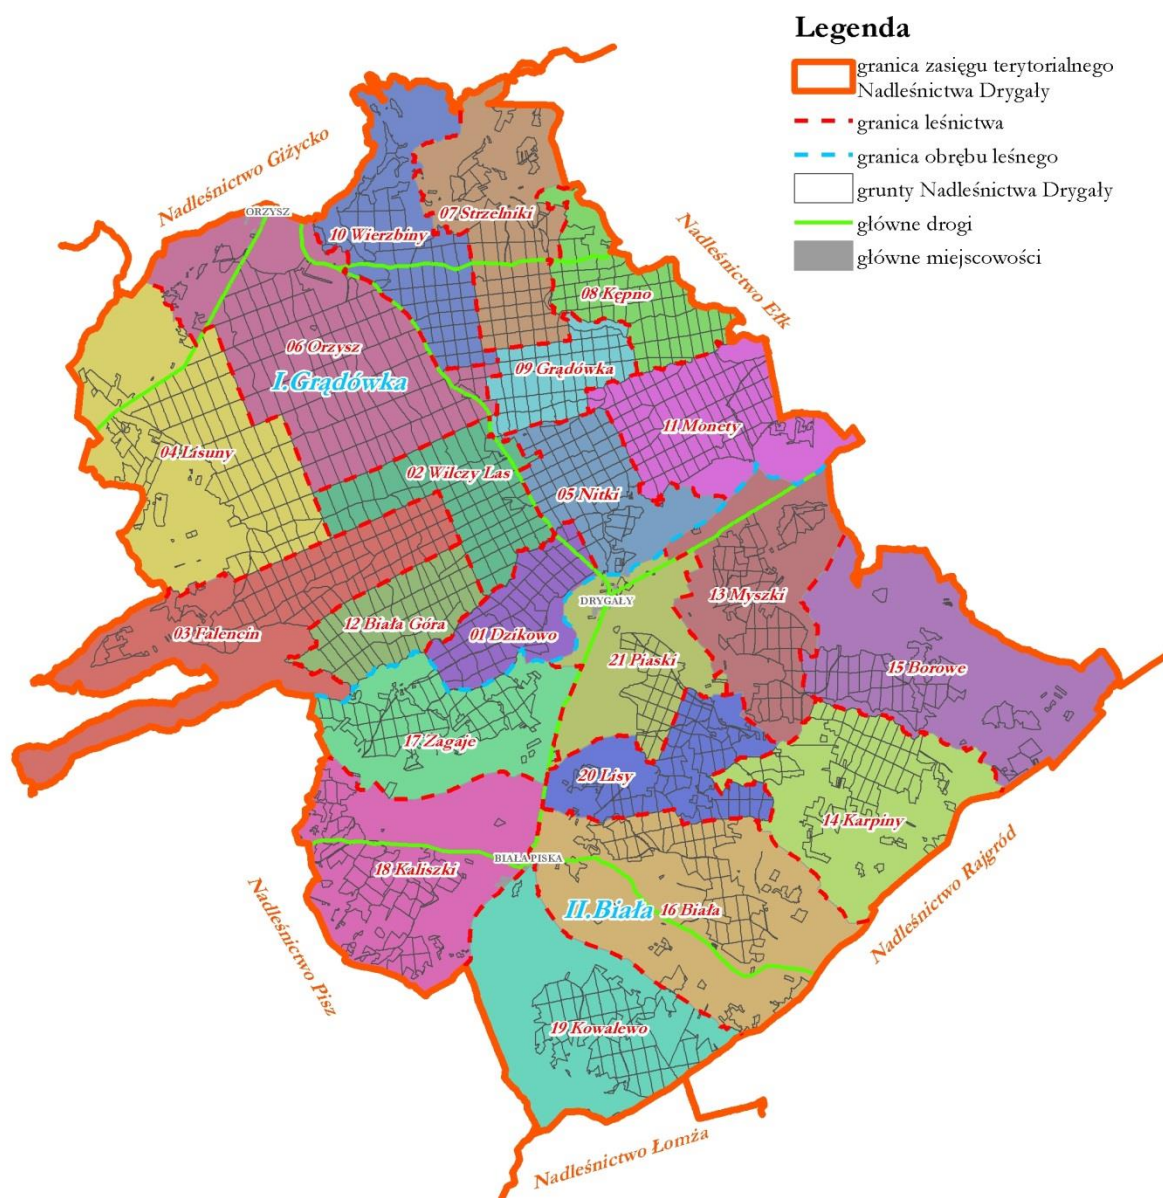 Legenda
granica zasięgu terytorialnego
Nadleśnictwa Drygały
granica leśnictwa
granica obrębu leśnego
grunty Nadleśnictwa Drygały
główne drogi
główne miejscowości
Nadleśnictwo Giżycko
ORZYSZ
10 Wierzbiny
07 Strzelniki
Nadleśnictwo Ełk
08 Kępno
06 Orzysz
I.Grądówka
09 Grądówka
11 Monety
04 Lisuny
02 Wilczy Las
05 Nitki
DRYGAŁY
13 Myszki
03 Falencin
12 Biała Góra
01 Dzikowo
21 Piaski
15 Borowe
17 Zagaje
20 Lisy
14 Karpiny
BIAŁA PISKA
18 Kaliszki
II.Biała
16 Biała
Nadleśnictwo Rajgród
Nadleśnictwo Pisz
19 Kowalewo
Nadleśnictwo Łomża